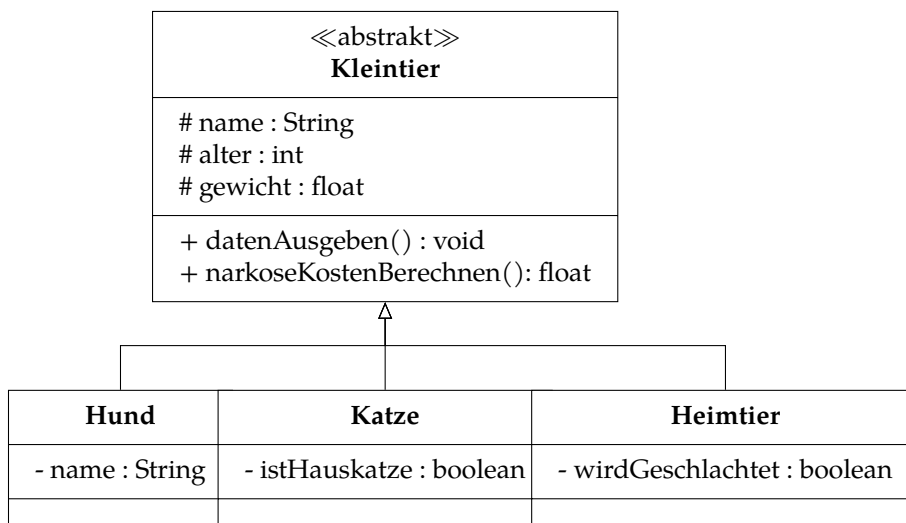 ≪abstrakt≫
Kleintier
# name : String
# alter : int
# gewicht : float
+ datenAusgeben() : void
+ narkoseKostenBerechnen(): float
Hund
- name : String
Katze
- istHauskatze : boolean
Heimtier
- wirdGeschlachtet : boolean